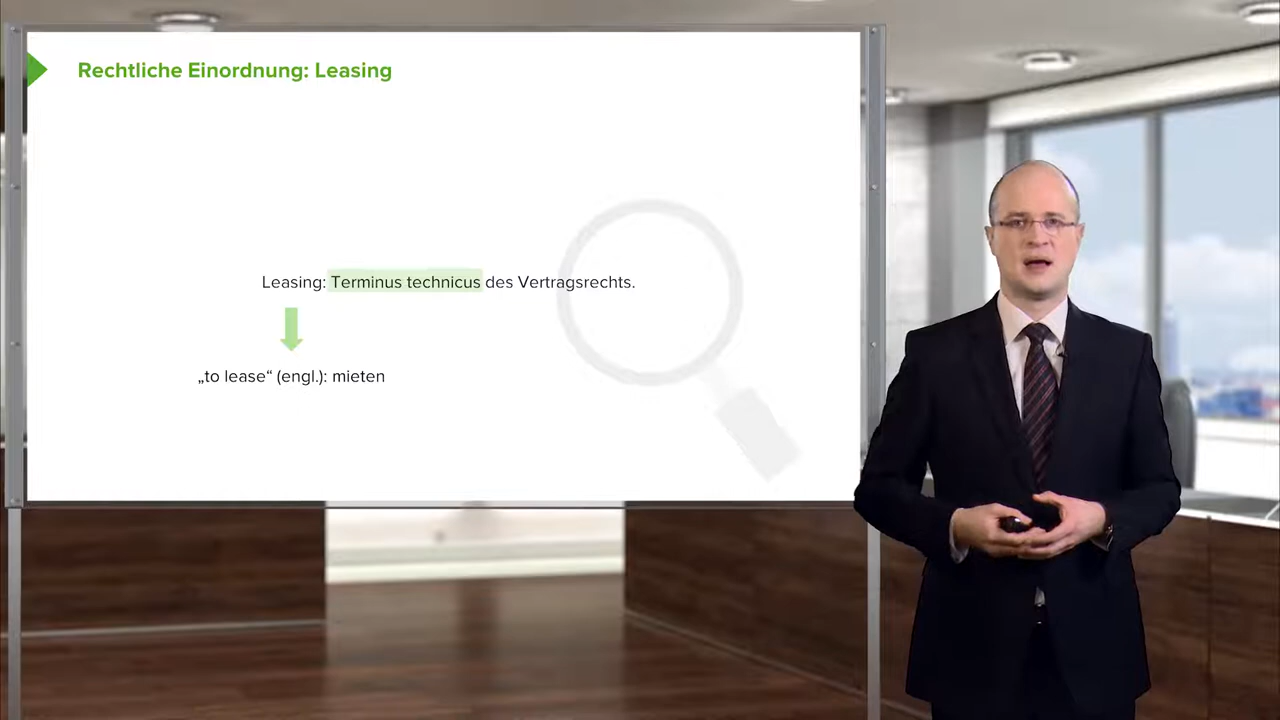 Rechtliche Einordnung: Leasing
Leasing: Terminus technicus des Vertragsrechts.
„to lease“ (engl.): mieten